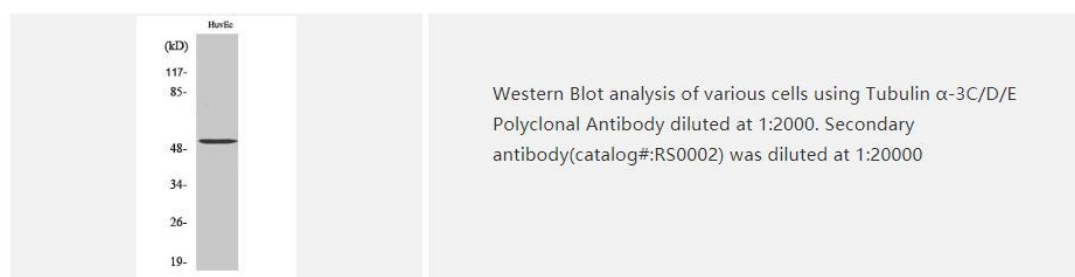 HuvEc
(kD)
117-
85-
48-
34-
26-
19-
Western Blot analysis of various cells using Tubulin α-3C/D/E
Polyclonal Antibody diluted at 1:2000. Secondary
antibody(catalog#:RS0002) was diluted at 1:20000